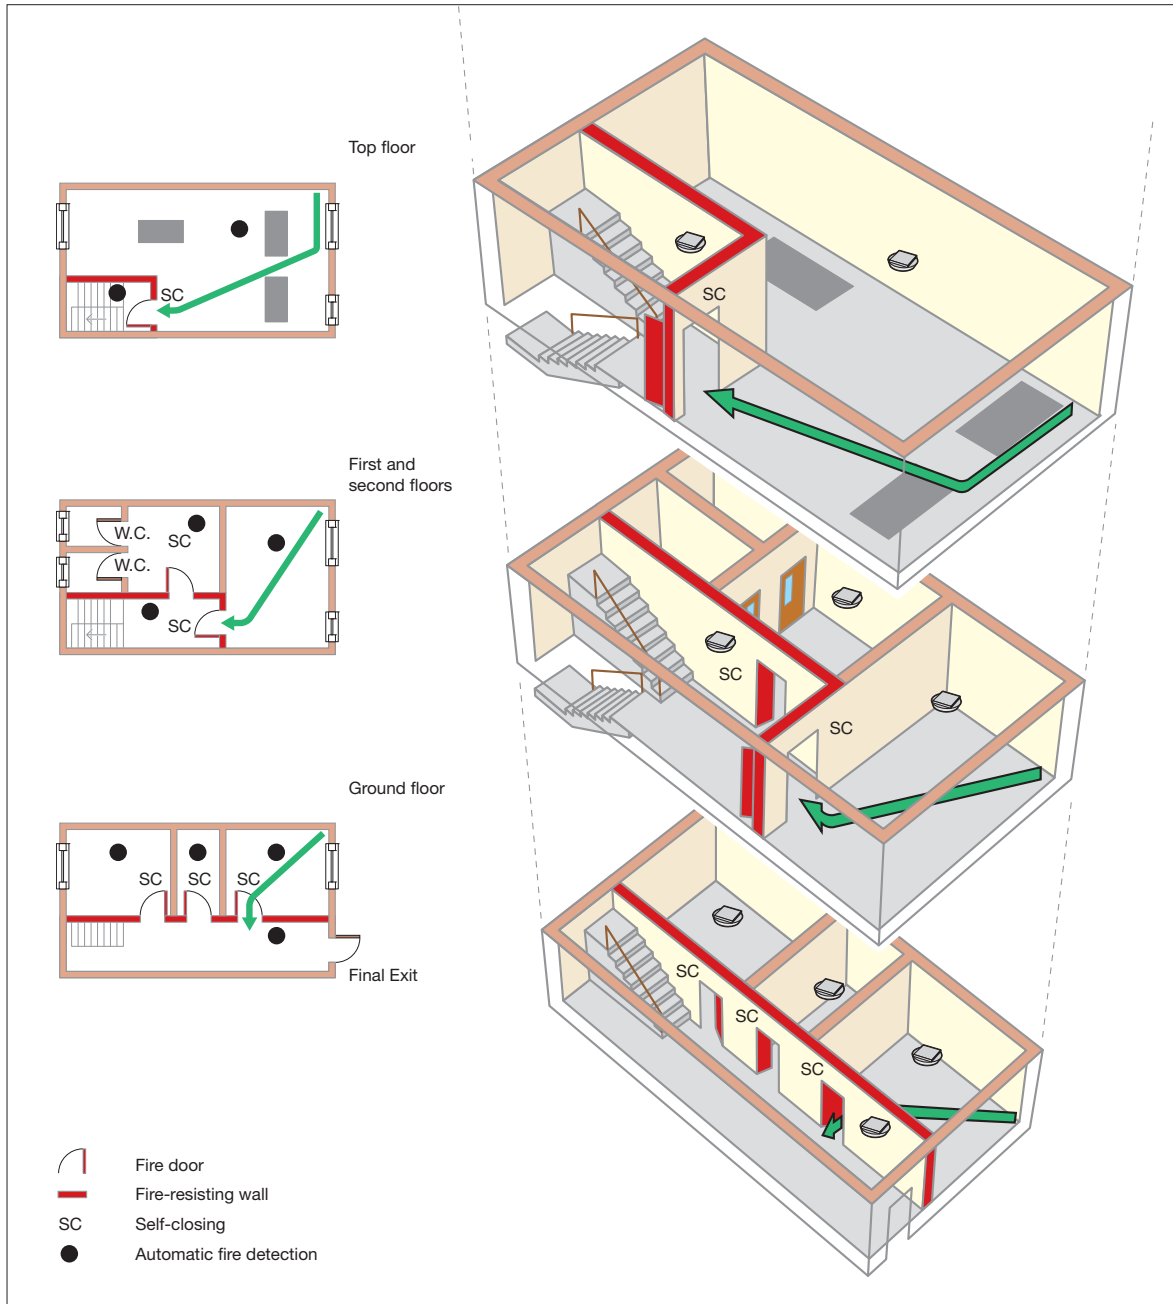 Top floor
SC
SC
First and
second floors
W.C.
SC
W.C.
SC
SC
SC
Ground floor
SC
SC
SC
Final Exit
SC
SC
SC
Fire door
Fire-resisting wall
SC
Self-closing
Automatic fire detection